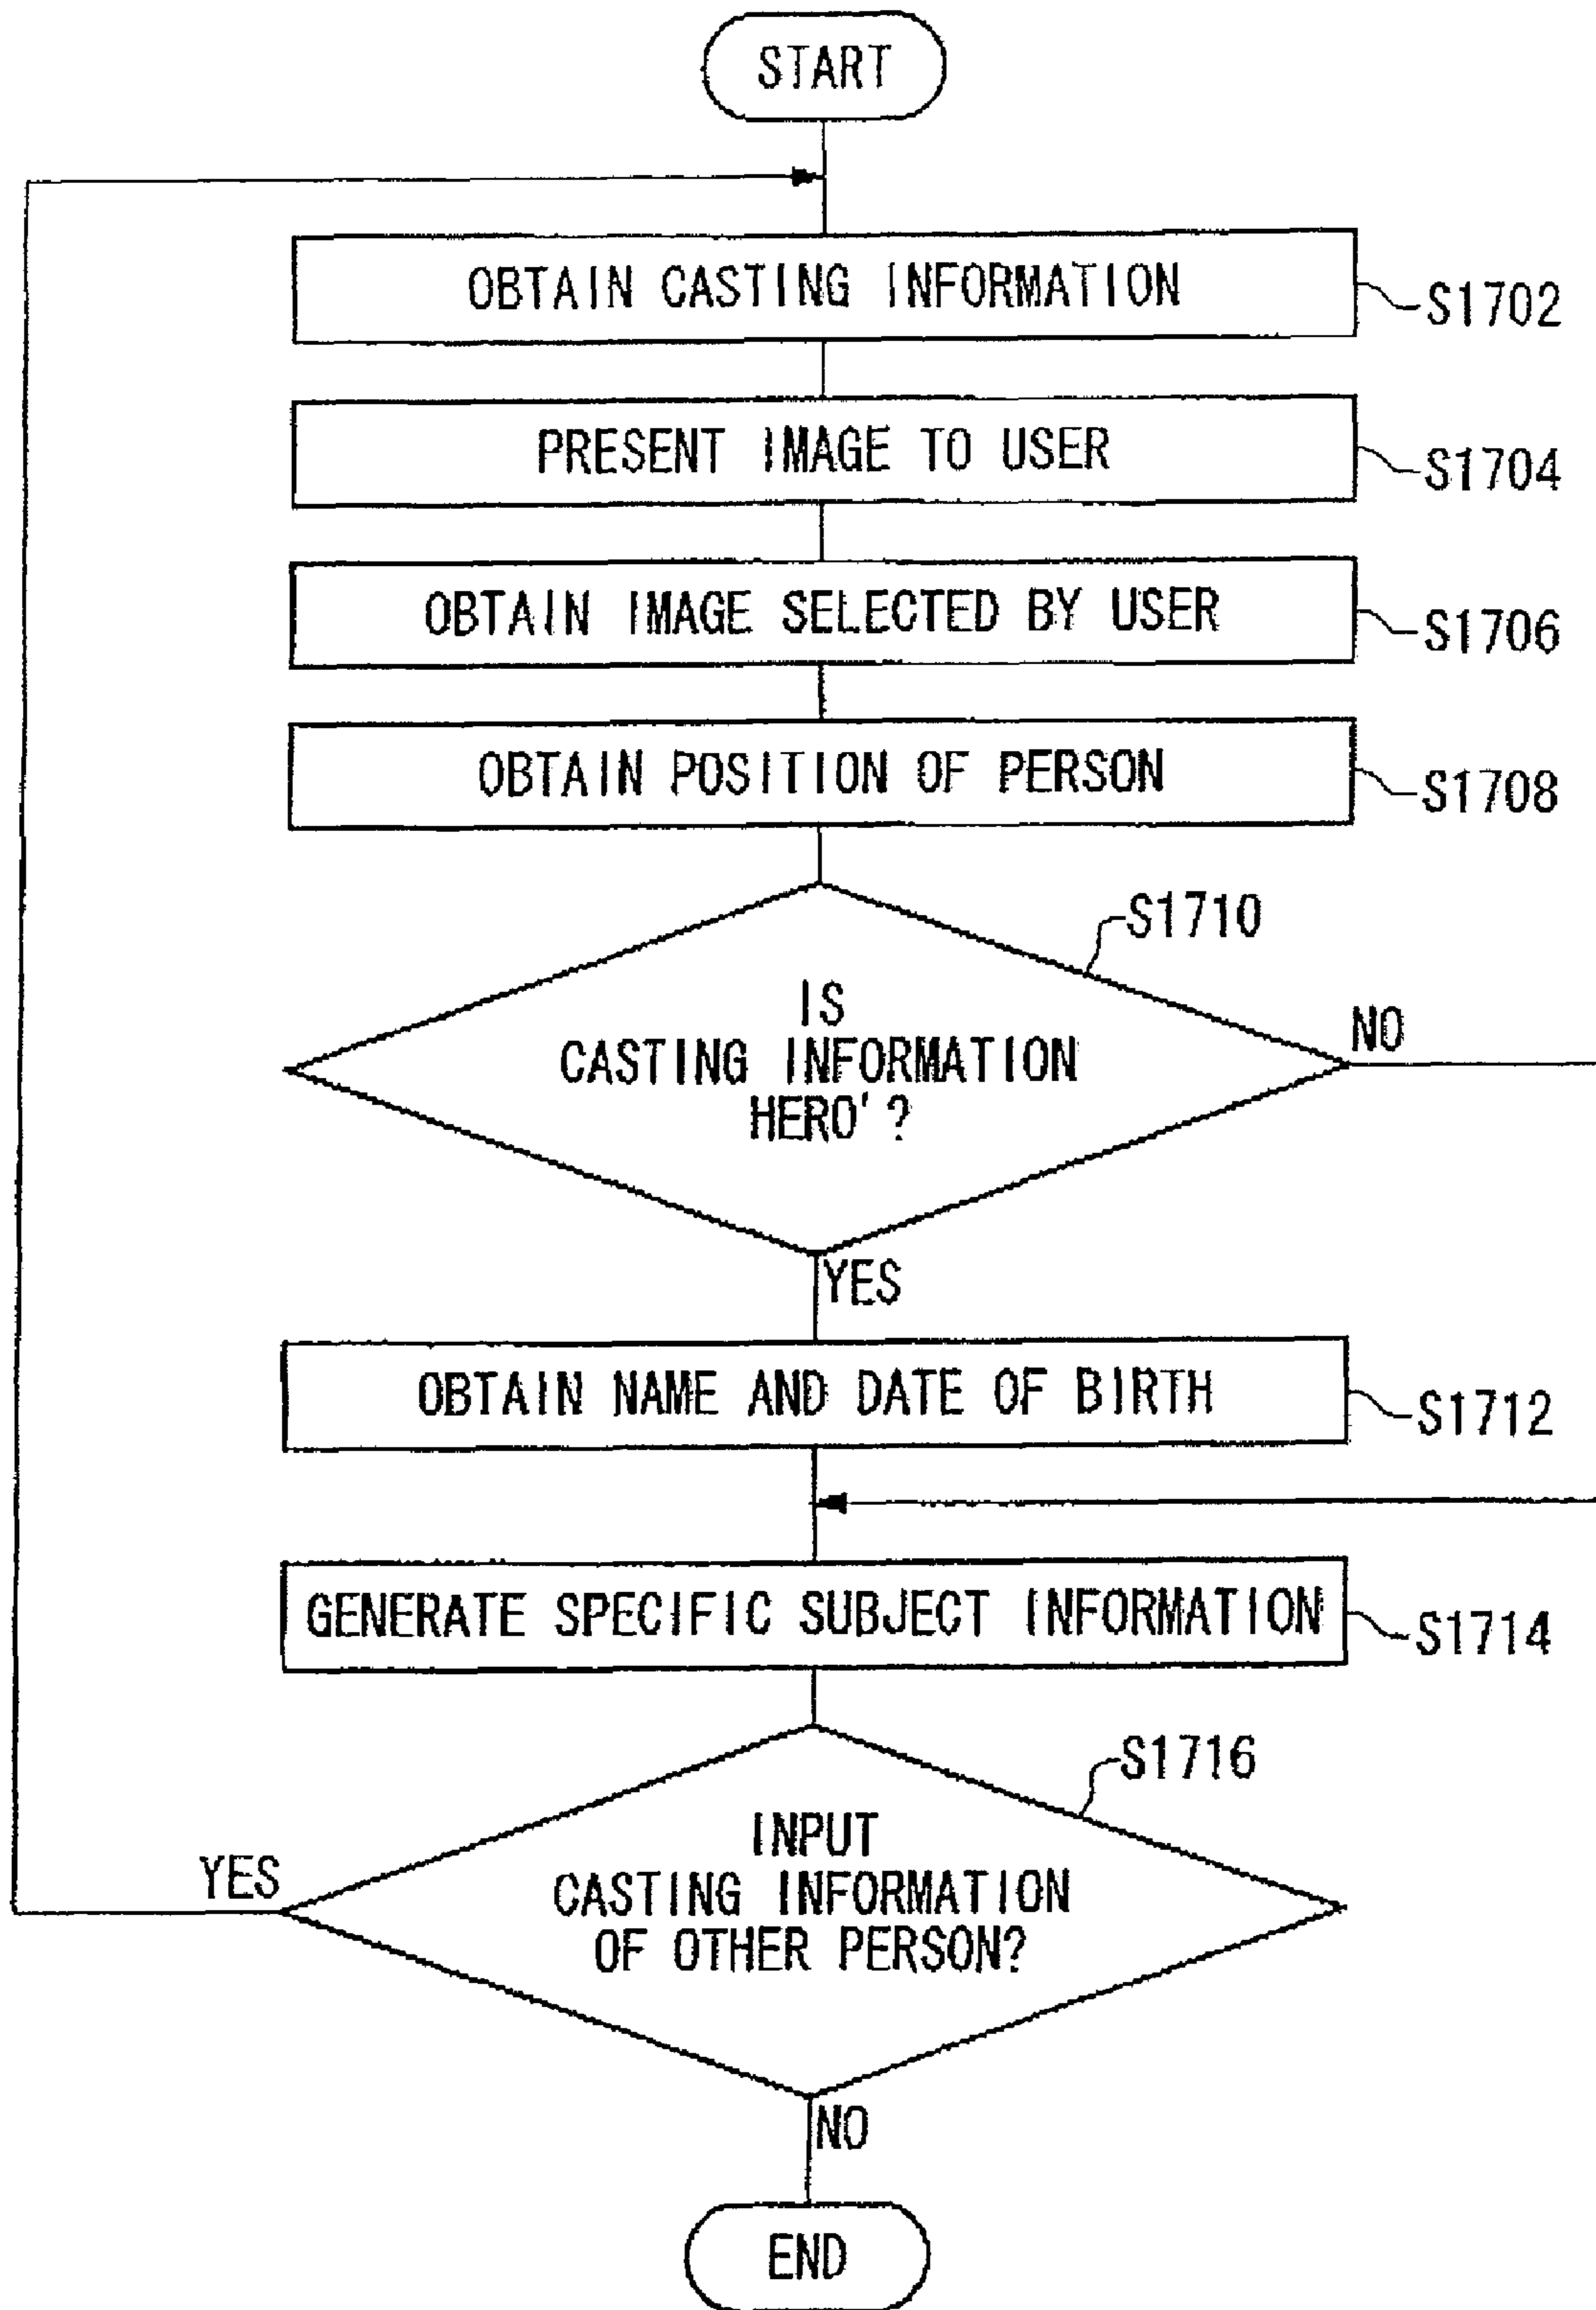 START
OBTAIN CASTING INFORMATION
S1702
PRESENT IMAGE TO USER
S1704
OBTAIN IMAGE SELECTED BY USER
S1706
OBTAIN POSITION OF PERSON
S1708
S1710
IS
CASTING INFORMATION
HERO'?
NO
YES
OBTAIN NAME AND DATE OF BIRTH
S1712
GENERATE SPECIFIC SUBJECT INFORMATION
S1714
S1716
INPUT
CASTING INFORMATION
OF OTHER PERSON?
YES
NO
END